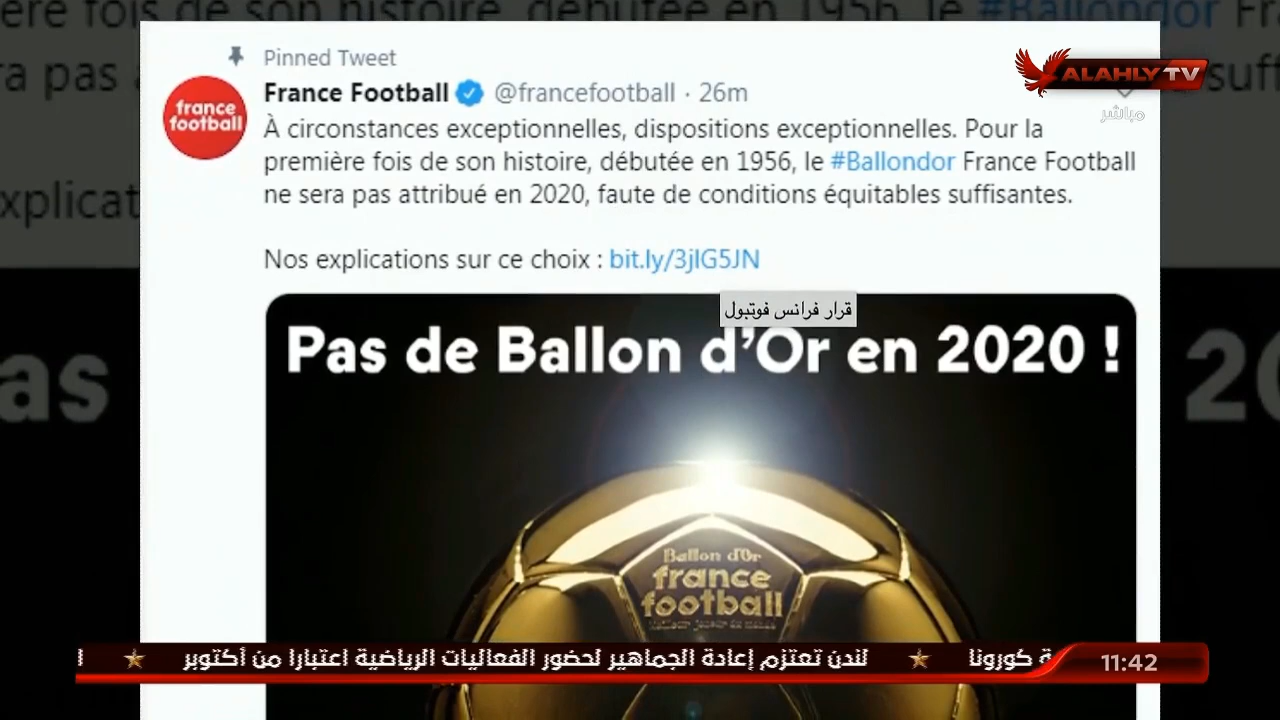 Pinned Tweet
France Football @francefootball · 26m
À circonstances exceptionnelles, dispositions exceptionnelles. Pour la
première fois de son histoire, débutée en 1956, le #Ballondor France Football
ne sera pas attribué en 2020, faute de conditions équitables suffisantes.
Nos explications sur ce choix : bit.ly/3jlG5JN
france
football
ALAHLY TV
مباشر
قرار فرانس فوتبول
Pas de Ballon d’Or en 2020 !
Ballon d'Or
france
football
لندن تعتزم إعادة الجماهير لحضور الفعاليات الرياضية اعتبارا من أكتوبر
كورونا
11:42